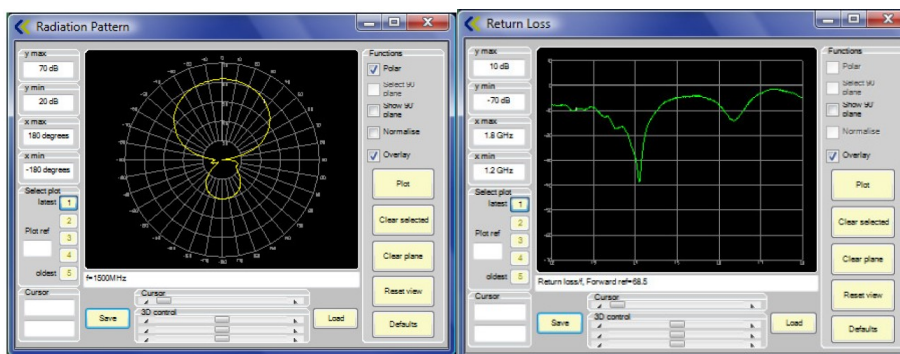 Radiation Pattern
y max
70 dB
y min
20 dB
x max
180 degrees
x min
-180 degrees
Select plot
latest 1
2
Plot ref
3
4
oldest 5
Cursor
f=1500MHz
Save
Cursor
3D control
Load
Functions
Polar
Select 90
plane
Show 90
plane
Normalise
Overlay
Plot
Clear selected
Clear plane
Reset view
Defaults
Return Loss
y max
10 dB
y min
-70 dB
x max
1.8 GHz
x min
1.2 GHz
Select plot
latest 1
2
Plot ref
3
4
oldest 5
Cursor
Return loss/f, Forward ref=68.5
Save
Cursor
3D control
Load
Functions
Polar
Select 90
plane
Show 90
plane
Normalise
Overlay
Plot
Clear selected
Clear plane
Reset view
Defaults